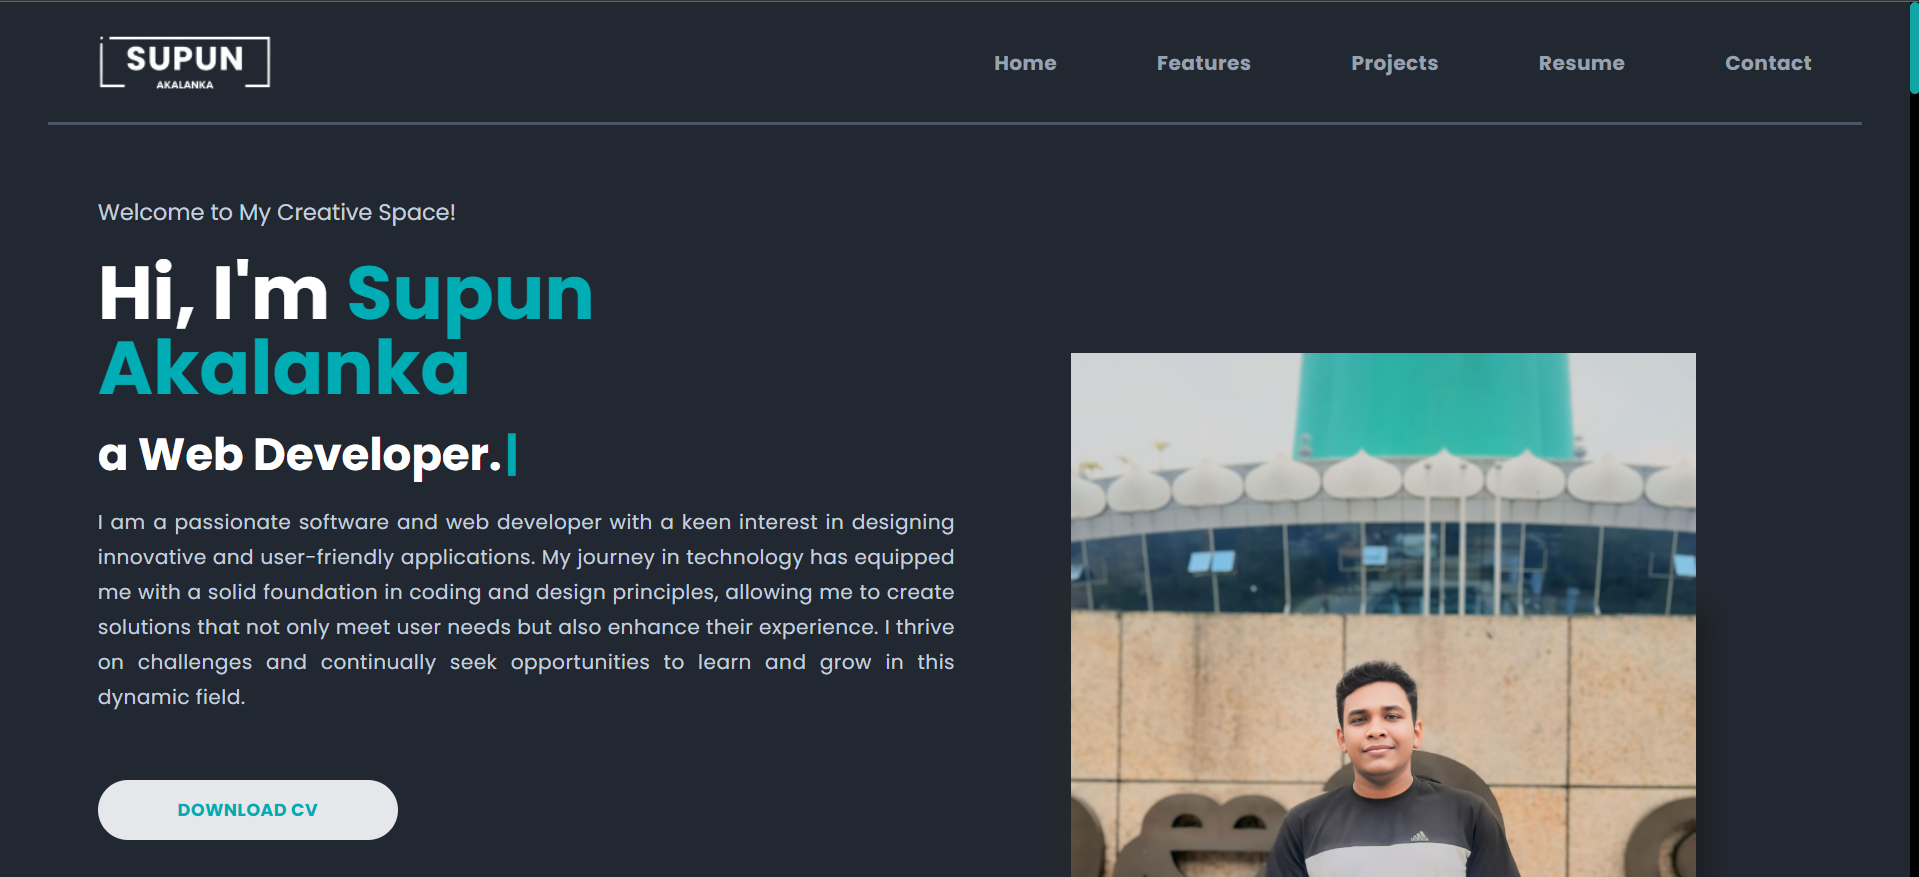 SUPUN
AKALANKA
Home
Features
Projects
Resume
Contact
Welcome to My Creative Space!
Hi, I'm Supun
Akalanka
a Web Developer.
I am a passionate software and web developer with a keen interest in designing
innovative and user-friendly applications. My journey in technology has equipped
me with a solid foundation in coding and design principles, allowing me to create
solutions that not only meet user needs but also enhance their experience. I thrive
on challenges and continually seek opportunities to learn and grow in this
dynamic field.
DOWNLOAD CV